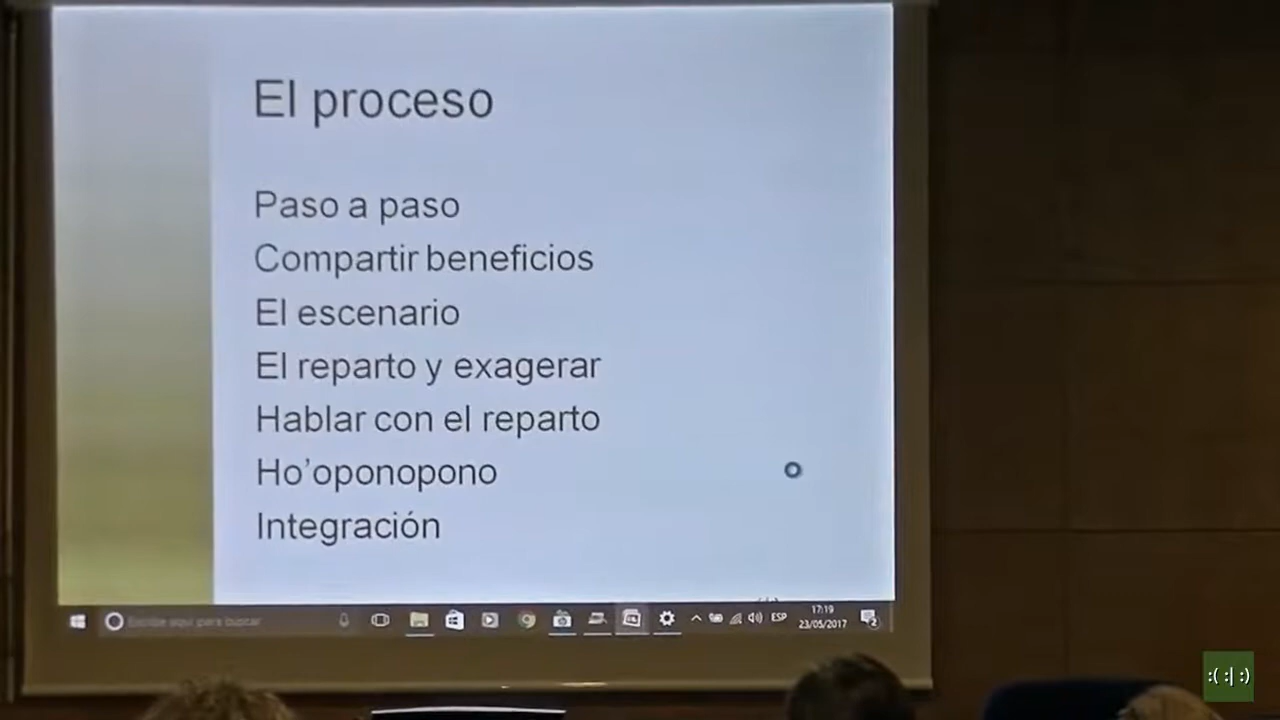 El proceso
Paso a paso
Compartir beneficios
El escenario
El reparto y exagerar
Hablar con el reparto
Ho’oponopono
Integración
Escribe aquí para buscar
ESP
17:19
23/05/2017
2
:( :| :)